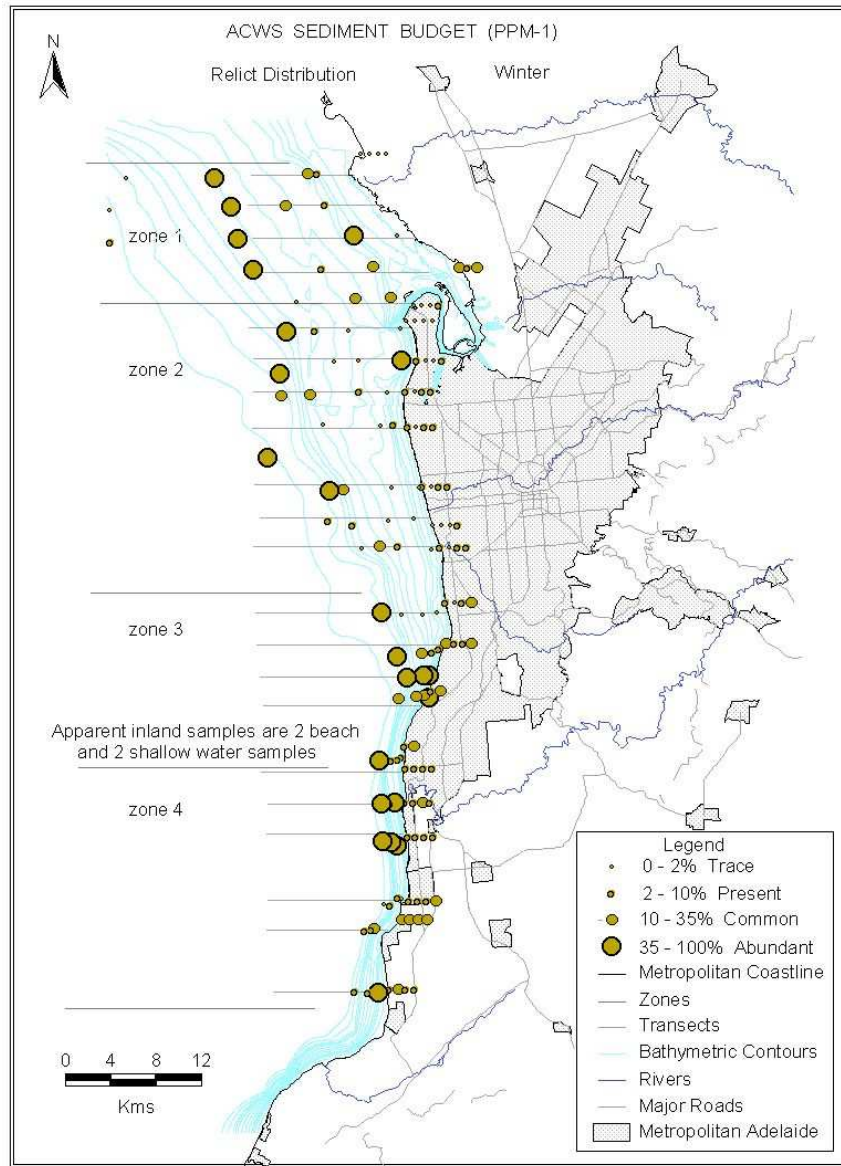 ACWS SEDIMENT BUDGET (PPM-1)
N
Relict Distribution
Winter
zone 1
zone 2
zone 3
Apparent inland samples are 2 beach
and 2 shallow water samples
zone 4
Legend
0 - 2% Trace
2 - 10% Present
10 - 35% Common
35 - 100% Abundant
Metropolitan Coastline
Zones
Transects
Bathymetric Contours
Rivers
Major Roads
Metropolitan Adelaide
0 4 8 12
Kms